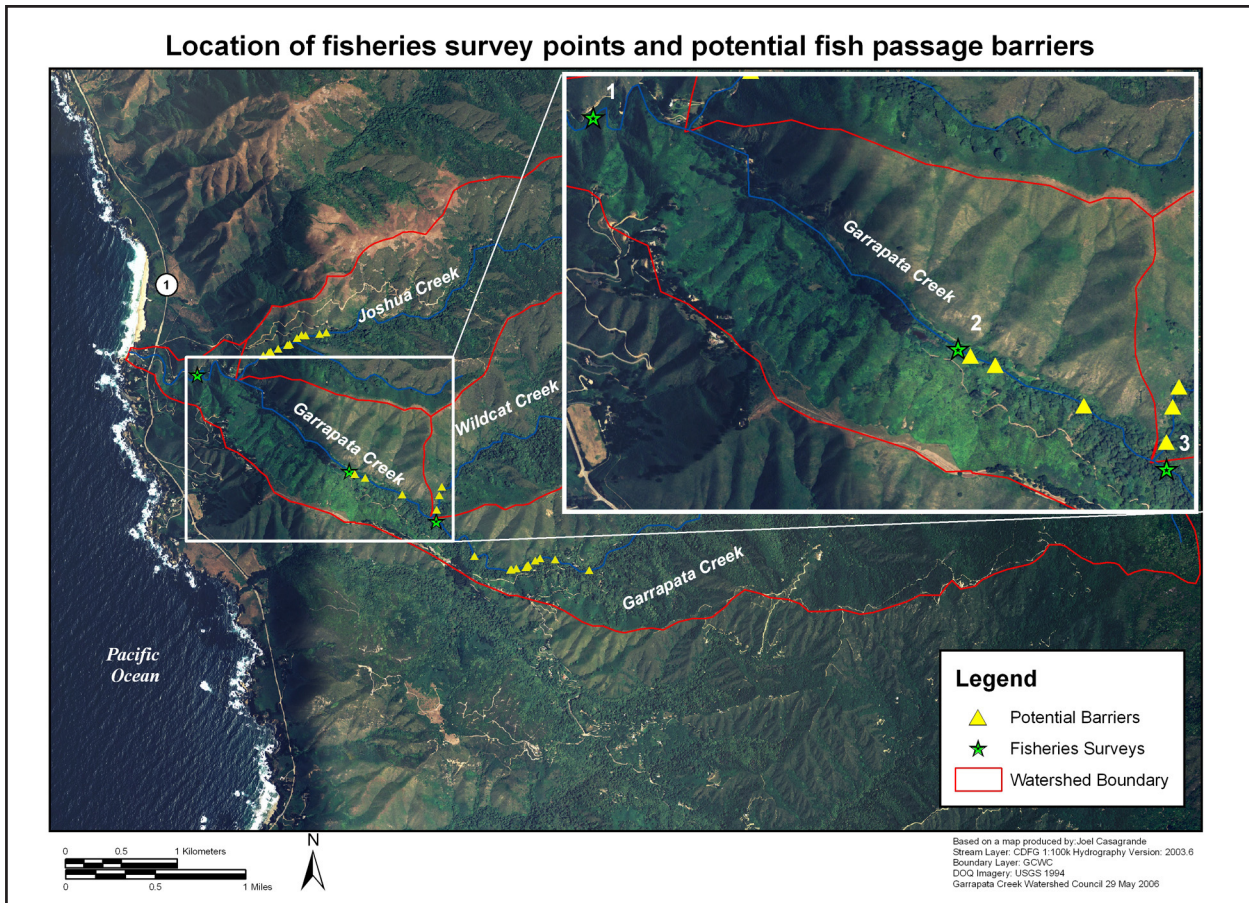 Location of fisheries survey points and potential fish passage barriers
1
Joshua Creek
Wildcat Creek
Garrapata Creek
Garrapata Creek
Pacific
Ocean
1
Garrapata Creek
2
3
Legend
Potential Barriers
Fisheries Surveys
Watershed Boundary
0 0.5 1 Kilometers
0 0.5 1 Miles
N
Based on a map produced by:Joel Casagrande
Stream Layer: CDFG 1:100k Hydrography Version: 2003.6
Boundary Layer: GCWC
DOQ Imagery: USGS 1994
Garrapata Creek Watershed Council 29 May 2006